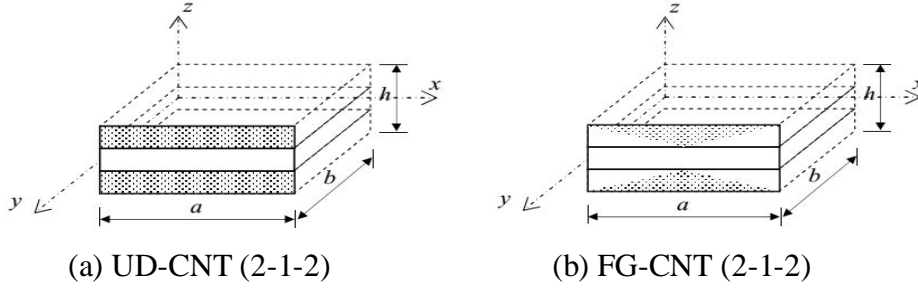 z
h
x
y
a
b
(a) UD-CNT (2-1-2)
z
h
x
y
a
b
(b) FG-CNT (2-1-2)